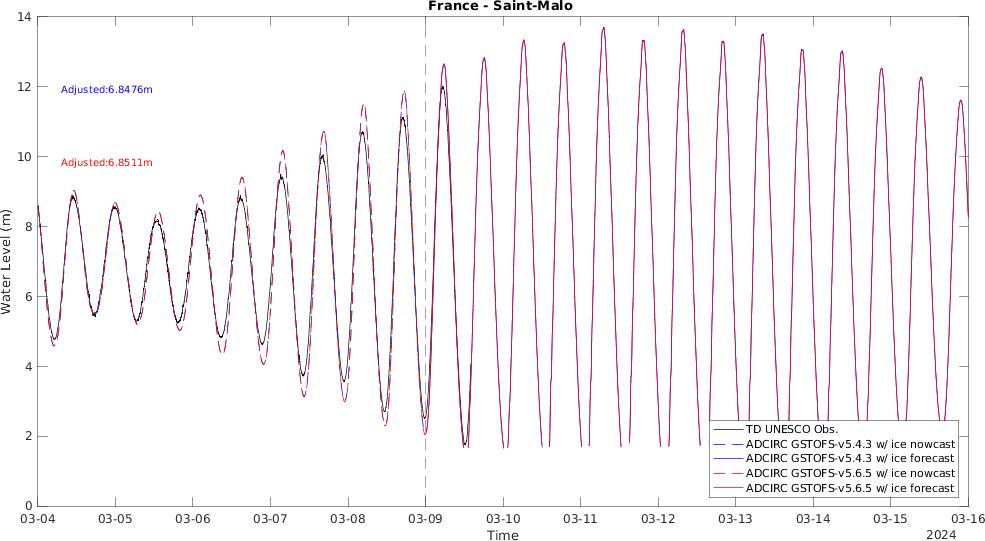 France - Saint-Malo
14
12
10
8
6
4
2
0
Water Level (m)
Adjusted:6.8476m
Adjusted:6.8511m
TD UNESCO Obs.
ADCIRC GSTOFS-v5.4.3 w/ ice nowcast
ADCIRC GSTOFS-v5.4.3 w/ ice forecast
ADCIRC GSTOFS-v5.6.5 w/ ice nowcast
ADCIRC GSTOFS-v5.6.5 w/ ice forecast
03-04 03-05 03-06 03-07 03-08 03-09 03-10 03-11 03-12 03-13 03-14 03-15 03-16
Time
2024